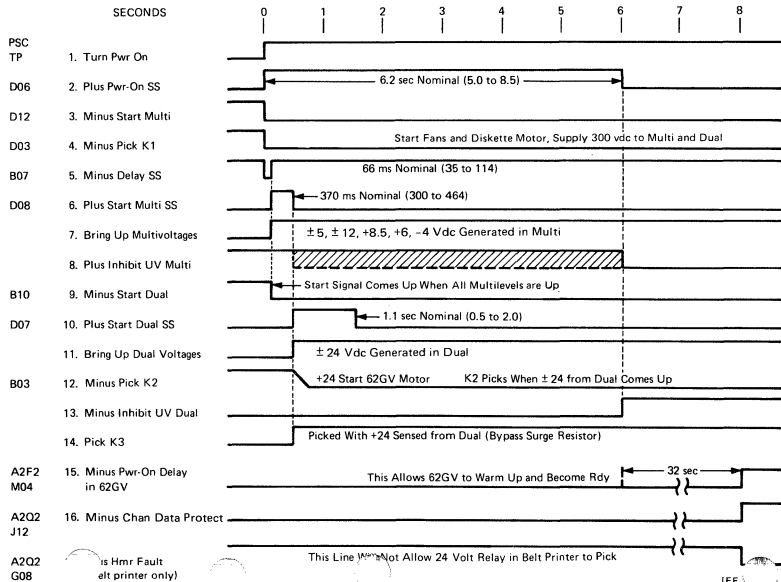 SECONDS 0 1 2 3 4 5 6 7 8
PSC
TP 1. Turn Pwr On
D06 2. Plus Pwr-On SS 6.2 sec Nominal (5.0 to 8.5)
D12 3. Minus Start Multi
D03 4. Minus Pick K1 Start Fans and Diskette Motor, Supply 300 vdc to Multi and Dual
B07 5. Minus Delay SS 66 ms Nominal (35 to 114)
D08 6. Plus Start Multi SS 370 ms Nominal (300 to 464)
7. Bring Up Multivoltages ±5, ±12, +8.5, +6, −4 Vdc Generated in Multi
8. Plus Inhibit UV Multi
B10 9. Minus Start Dual Start Signal Comes Up When All Multilevels are Up
D07 10. Plus Start Dual SS 1.1 sec Nominal (0.5 to 2.0)
11. Bring Up Dual Voltages ±24 Vdc Generated in Dual
B03 12. Minus Pick K2 +24 Start 62GV Motor K2 Picks When ±24 from Dual Comes Up
13. Minus Inhibit UV Dual
14. Pick K3 Picked With +24 Sensed from Dual (Bypass Surge Resistor)
A2F2 15. Minus Pwr-On Delay 32 sec
M04 in 62GV This Allows 62GV to Warm Up and Become Rdy
A2Q2 16. Minus Chan Data Protect
J12
A2Q2 Hmr Fault This Line Not Allow 24 Volt Relay in Belt Printer to Pick
G08 elt printer only)